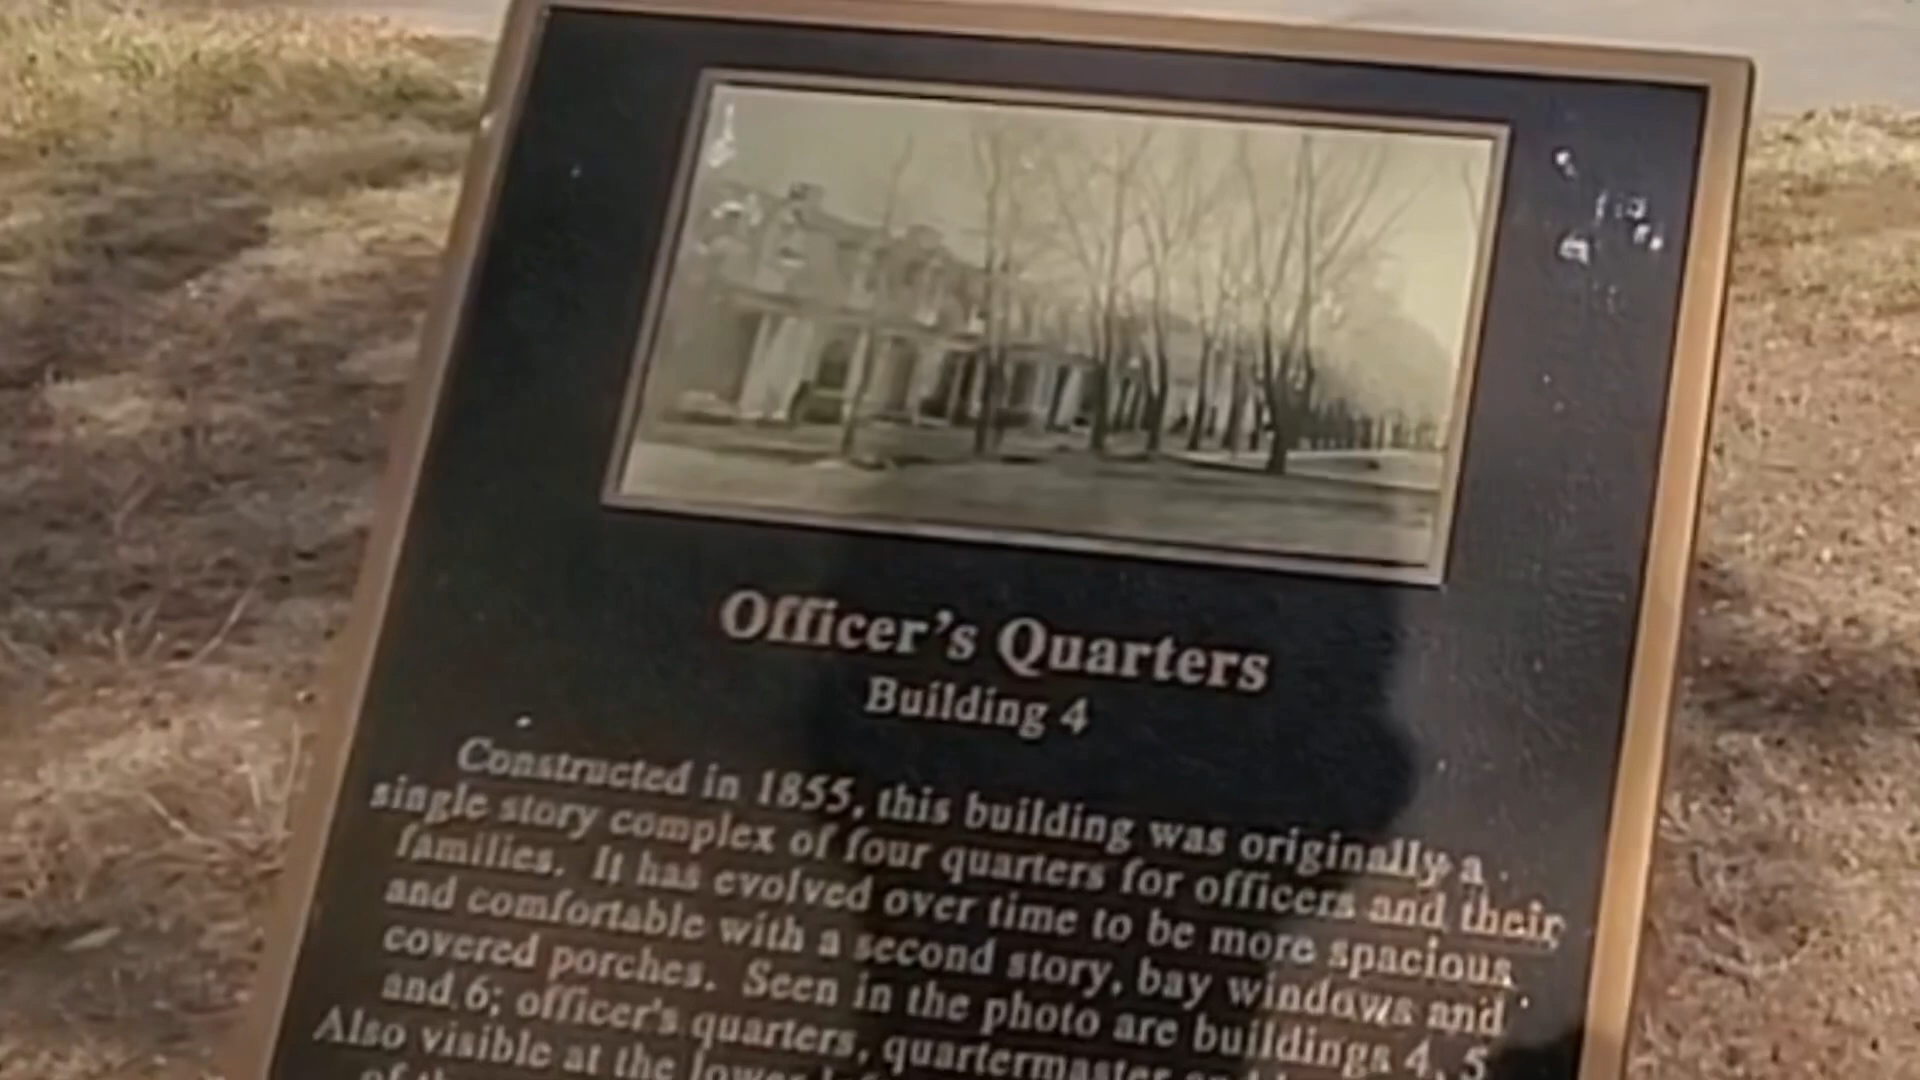 Officer's Quarters
Building 4
Constructed in 1855, this building was originally a
single story complex of four quarters for officers and their
families. It has evolved over time to be more spacious
and comfortable with a second story, bay windows and
covered porches. Seen in the photo are buildings 4, 5
and 6; officer's quarters, quartermaster and
Also visible at the lower
of the